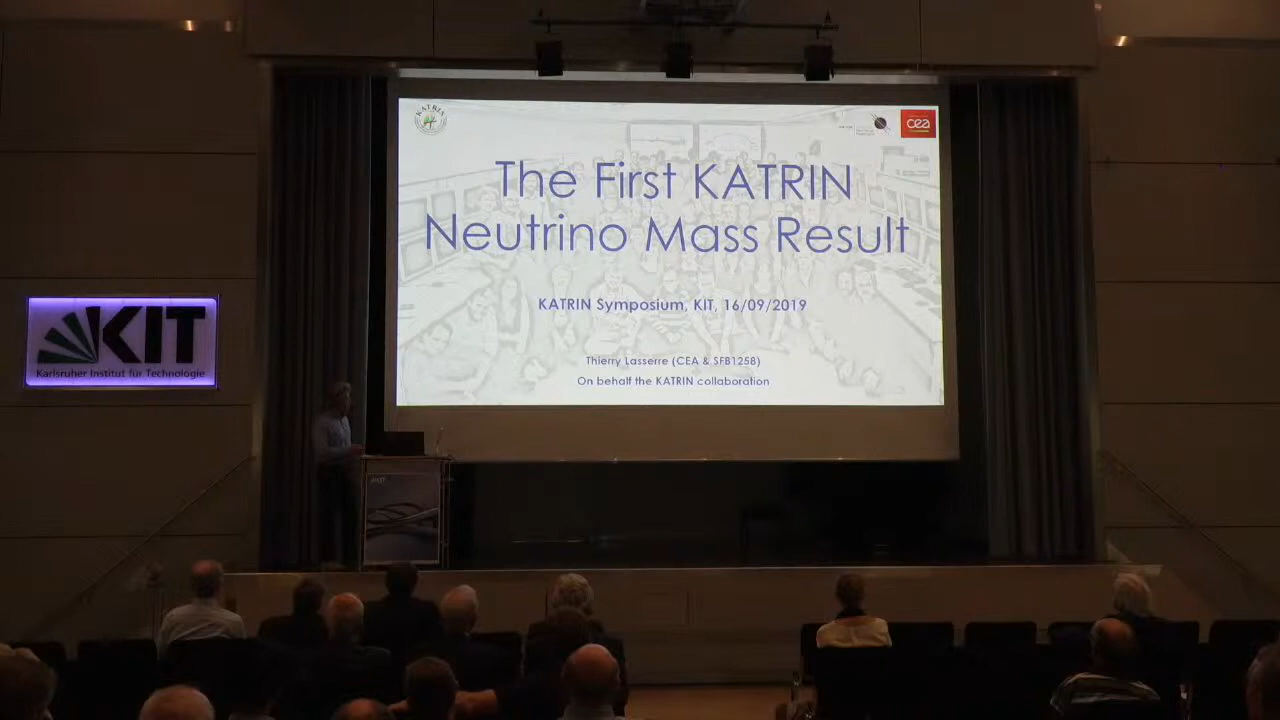 KATRIN
cea
The First KATRIN
Neutrino Mass Result
KATRIN Symposium, KIT, 16/09/2019
Thierry Lasserre (CEA & SFB1258)
On behalf the KATRIN collaboration
KIT
Karlsruher Institut für Technologie